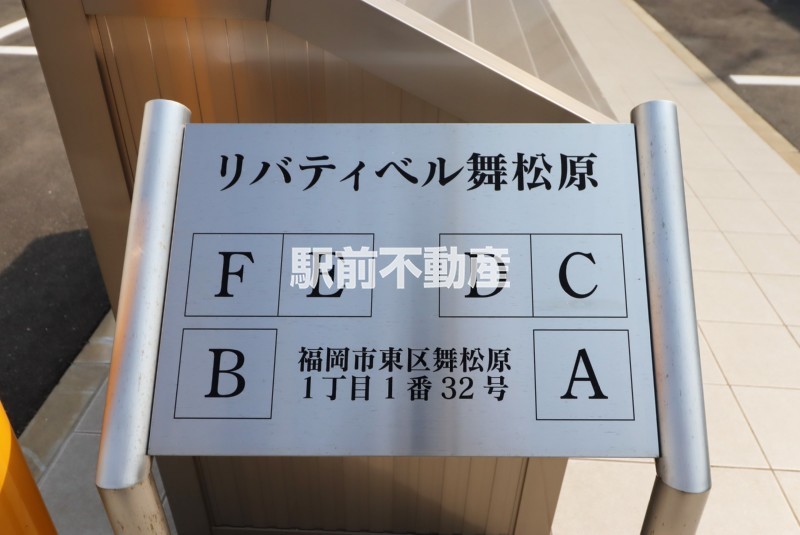 リバティベル舞松原
F E D C
駅前不動産
B A
福岡市東区舞松原
1丁目1番32号